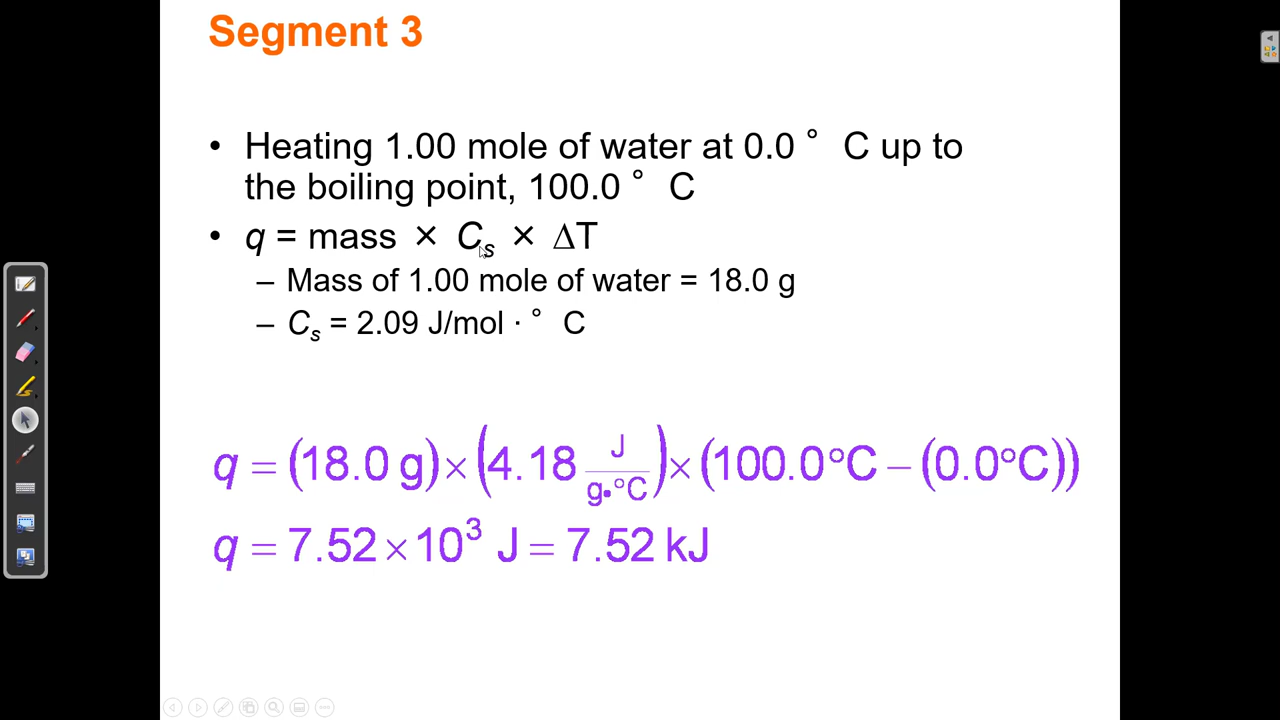 Segment 3
• Heating 1.00 mole of water at 0.0 ° C up to
the boiling point, 100.0 ° C
• q = mass × Cₛ × ΔT
– Mass of 1.00 mole of water = 18.0 g
– Cₛ = 2.09 J/mol · ° C
q = (18.0 g) × (4.18 J/g•°C) × (100.0°C – (0.0°C))
q = 7.52 × 10³ J = 7.52 kJ